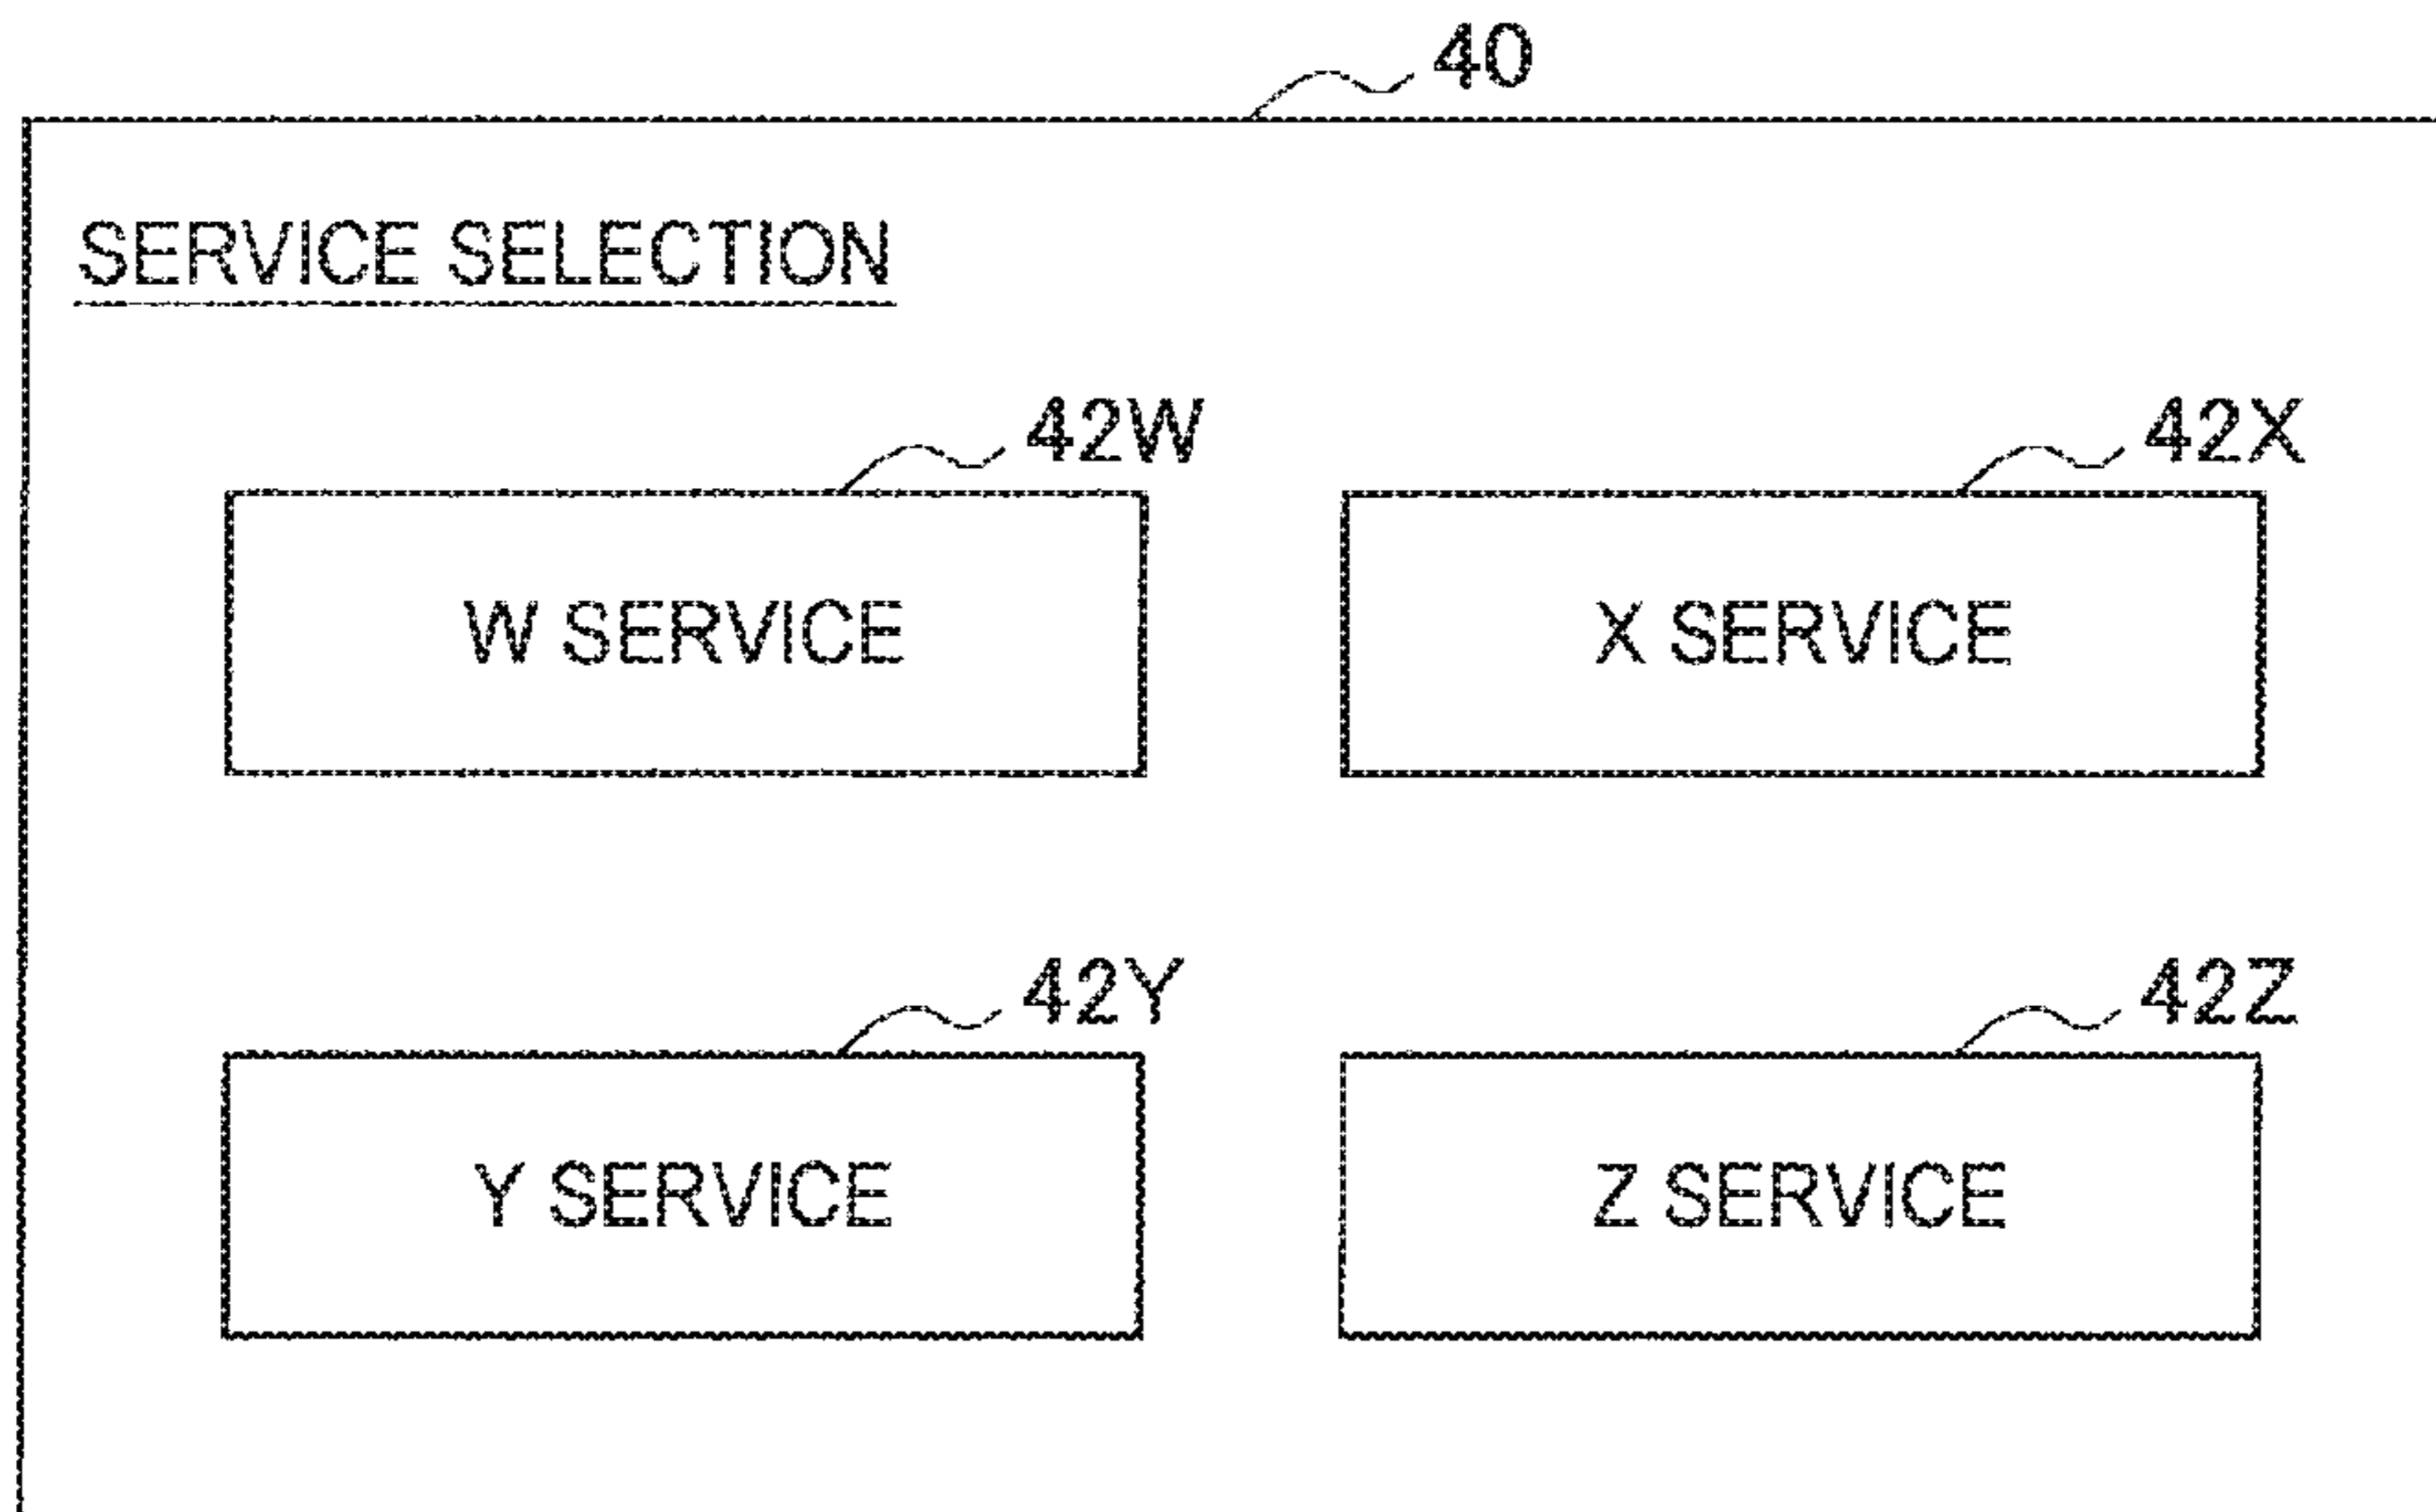 40
SERVICE SELECTION
42W
42X
W SERVICE
X SERVICE
42Y
42Z
Y SERVICE
Z SERVICE